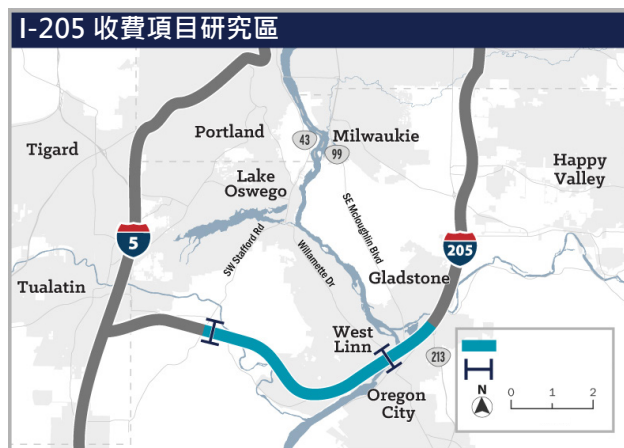 I-205 收費項目研究區
Portland
43
Milwaukie
99
Tigard
Happy
Valley
Lake
Oswego
5
SW Stafford Rd
Willamette Dr
SE Mcloughlin Blvd
205
Gladstone
Tualatin
West
Linn
213
Oregon
City
N
0 1 2